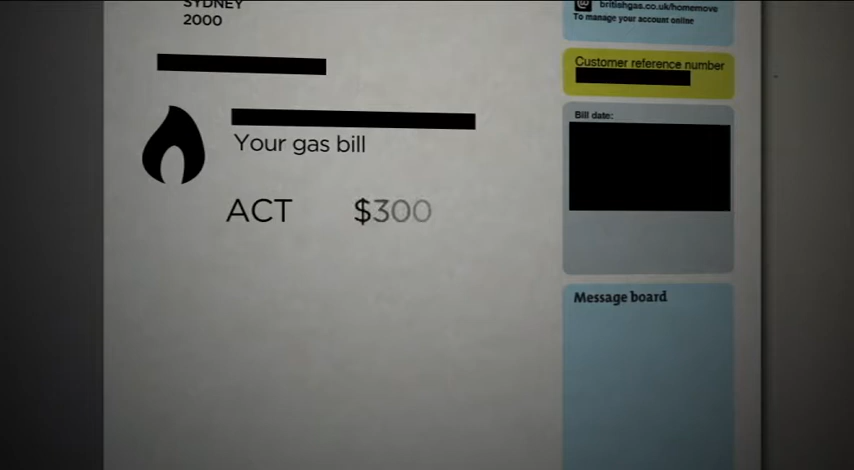 SYDNEY
2000
@ britishgas.co.uk/homemove
To manage your account online
Customer reference number
Bill date:
Your gas bill
ACT $300
Message board